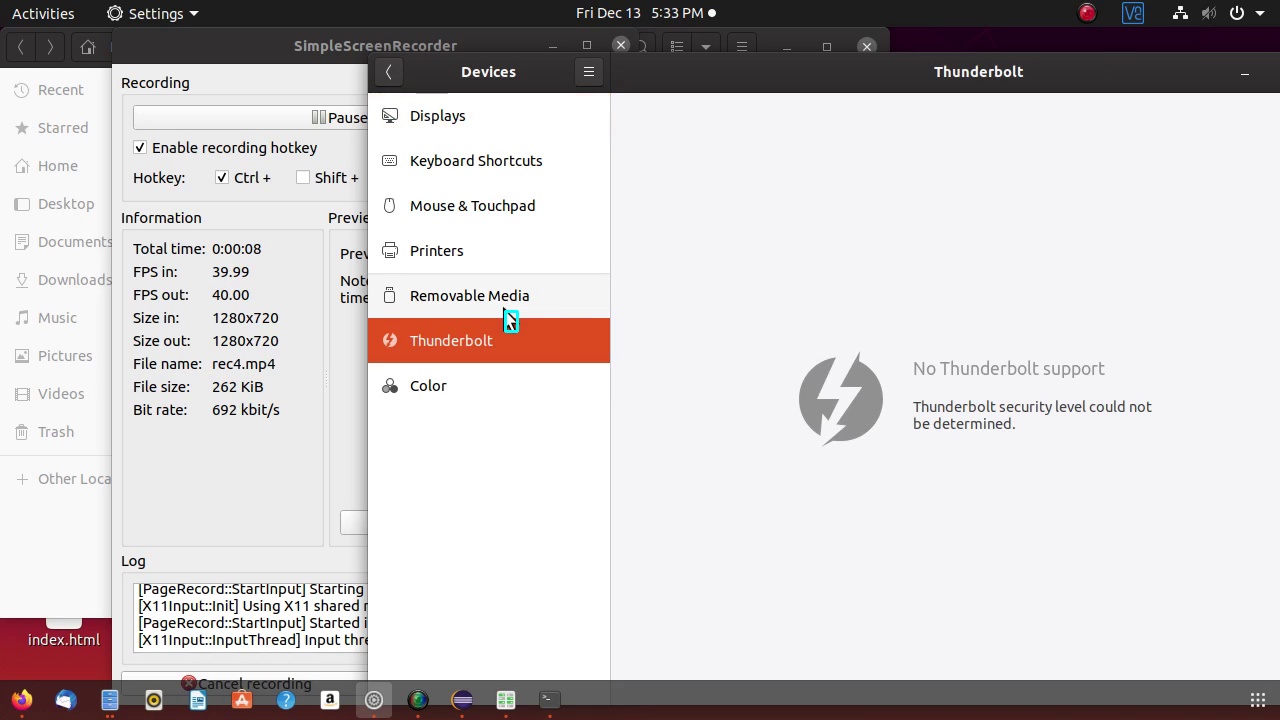 Activities
Settings
Fri Dec 13 5:33 PM
SimpleScreenRecorder
Devices
Thunderbolt
Recent
Starred
Home
Desktop
Documents
Downloads
Music
Pictures
Videos
Trash
Other Loca
Recording
Pause
Enable recording hotkey
Hotkey: Ctrl + Shift +
Information
Total time: 0:00:08
FPS in: 39.99
FPS out: 40.00
Size in: 1280x720
Size out: 1280x720
File name: rec4.mp4
File size: 262 KiB
Bit rate: 692 kbit/s
Previe
Prev
Note
time
Log
[PageRecord::StartInput] Starting
[X11Input::Init] Using X11 shared
[PageRecord::StartInput] Started i
[X11Input::InputThread] Input thre
Cancel recording
Displays
Keyboard Shortcuts
Mouse & Touchpad
Printers
Removable Media
Thunderbolt
Color
No Thunderbolt support
Thunderbolt security level could not
be determined.
index.html